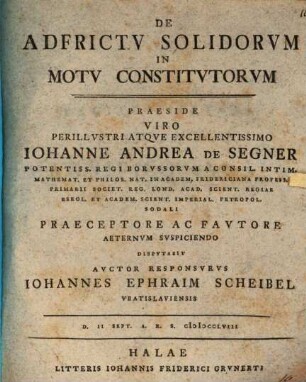 DE
ADFRICTV SOLIDORVM
IN
MOTV CONSTITVTORVM
PRAESIDE
VIRO
PERILLVSTRI ATQVE EXCELLENTISSIMO
IOHANNE ANDREA DE SEGNER
POTENTISS. REGI BORVSSORVM A CONSIL. INTIM.
MATHEMAT. ET PHILOS. NAT. IN ACADEM. FRIDERICIANA PROFESS.
PRIMARII SOCIET. REG. LOND. ACAD. SCIENT. REGIAE
BEROL. ET ACADEM. SCIENT. IMPERIAL. PETROPOL.
SODALI
PRAECEPTORE AC FAVTORE
AETERNVM SVSPICIENDO
DISPVTABIT
AVCTOR RESPONSVRVS
IOHANNES EPHRAIM SCHEIBEL
VRATISLAVIENSIS
D. II SEPT. A. R. S. CIↃIↃCCLVIII
HALAE
LITTERIS IOHANNIS FRIDERICI GRVNERTI